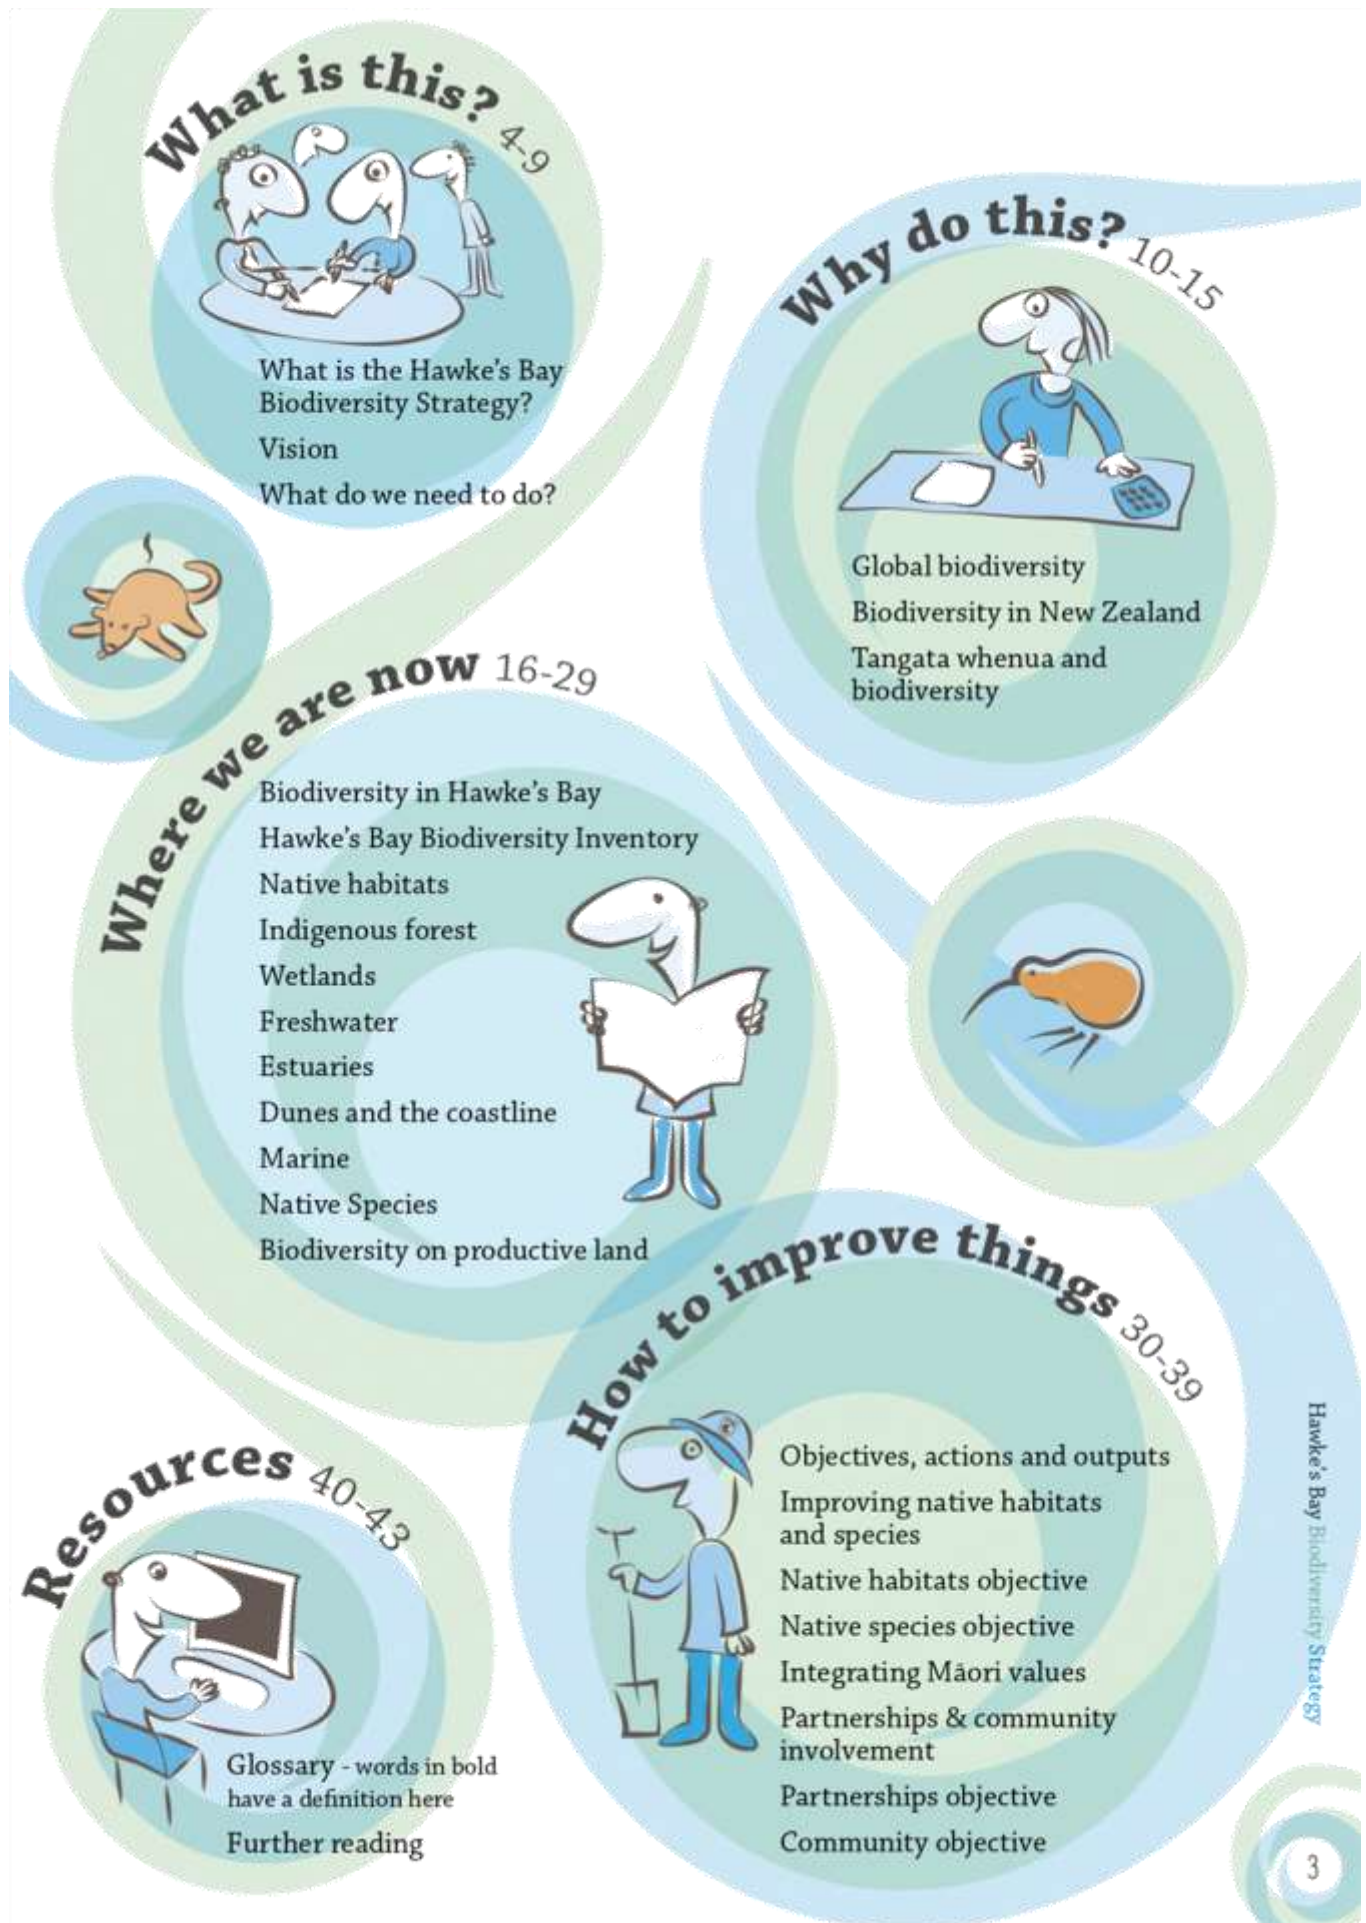 What is this? 4-9
What is the Hawke's Bay
Biodiversity Strategy?
Vision
What do we need to do?
Why do this? 10-15
Global biodiversity
Biodiversity in New Zealand
Tangata whenua and
biodiversity
Where we are now 16-29
Biodiversity in Hawke's Bay
Hawke's Bay Biodiversity Inventory
Native habitats
Indigenous forest
Wetlands
Freshwater
Estuaries
Dunes and the coastline
Marine
Native Species
Biodiversity on productive land
How to improve things 30-39
Objectives, actions and outputs
Improving native habitats
and species
Native habitats objective
Native species objective
Integrating Māori values
Partnerships & community
involvement
Partnerships objective
Community objective
Resources 40-43
Glossary - words in bold
have a definition here
Further reading
Hawke's Bay Biodiversity Strategy
3